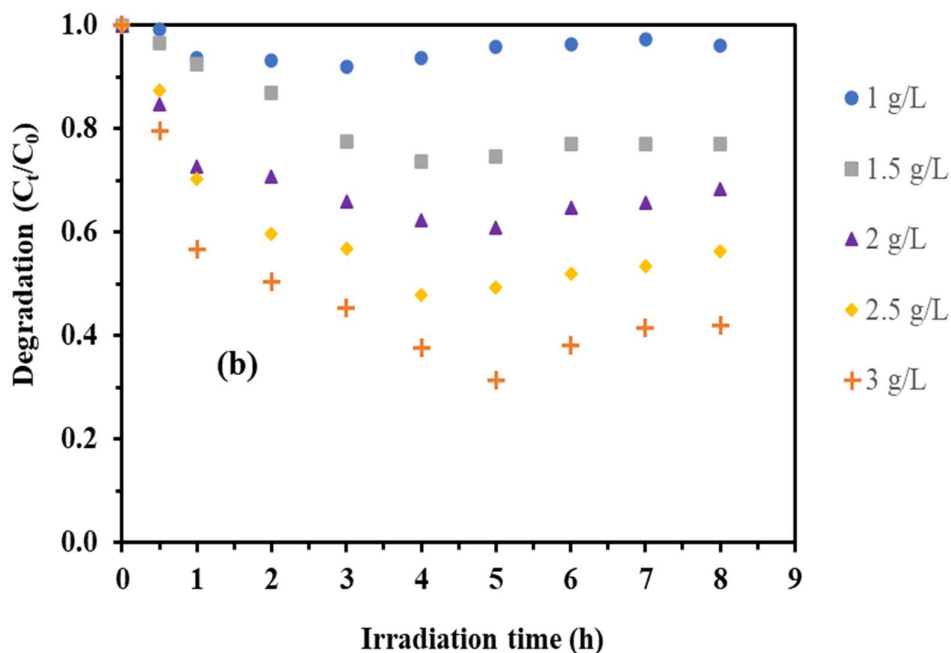 Degradation (Ct/C0)
1.0
0.8
0.6
0.4
0.2
0.0
(b)
0 1 2 3 4 5 6 7 8 9
Irradiation time (h)
1 g/L
1.5 g/L
2 g/L
2.5 g/L
3 g/L